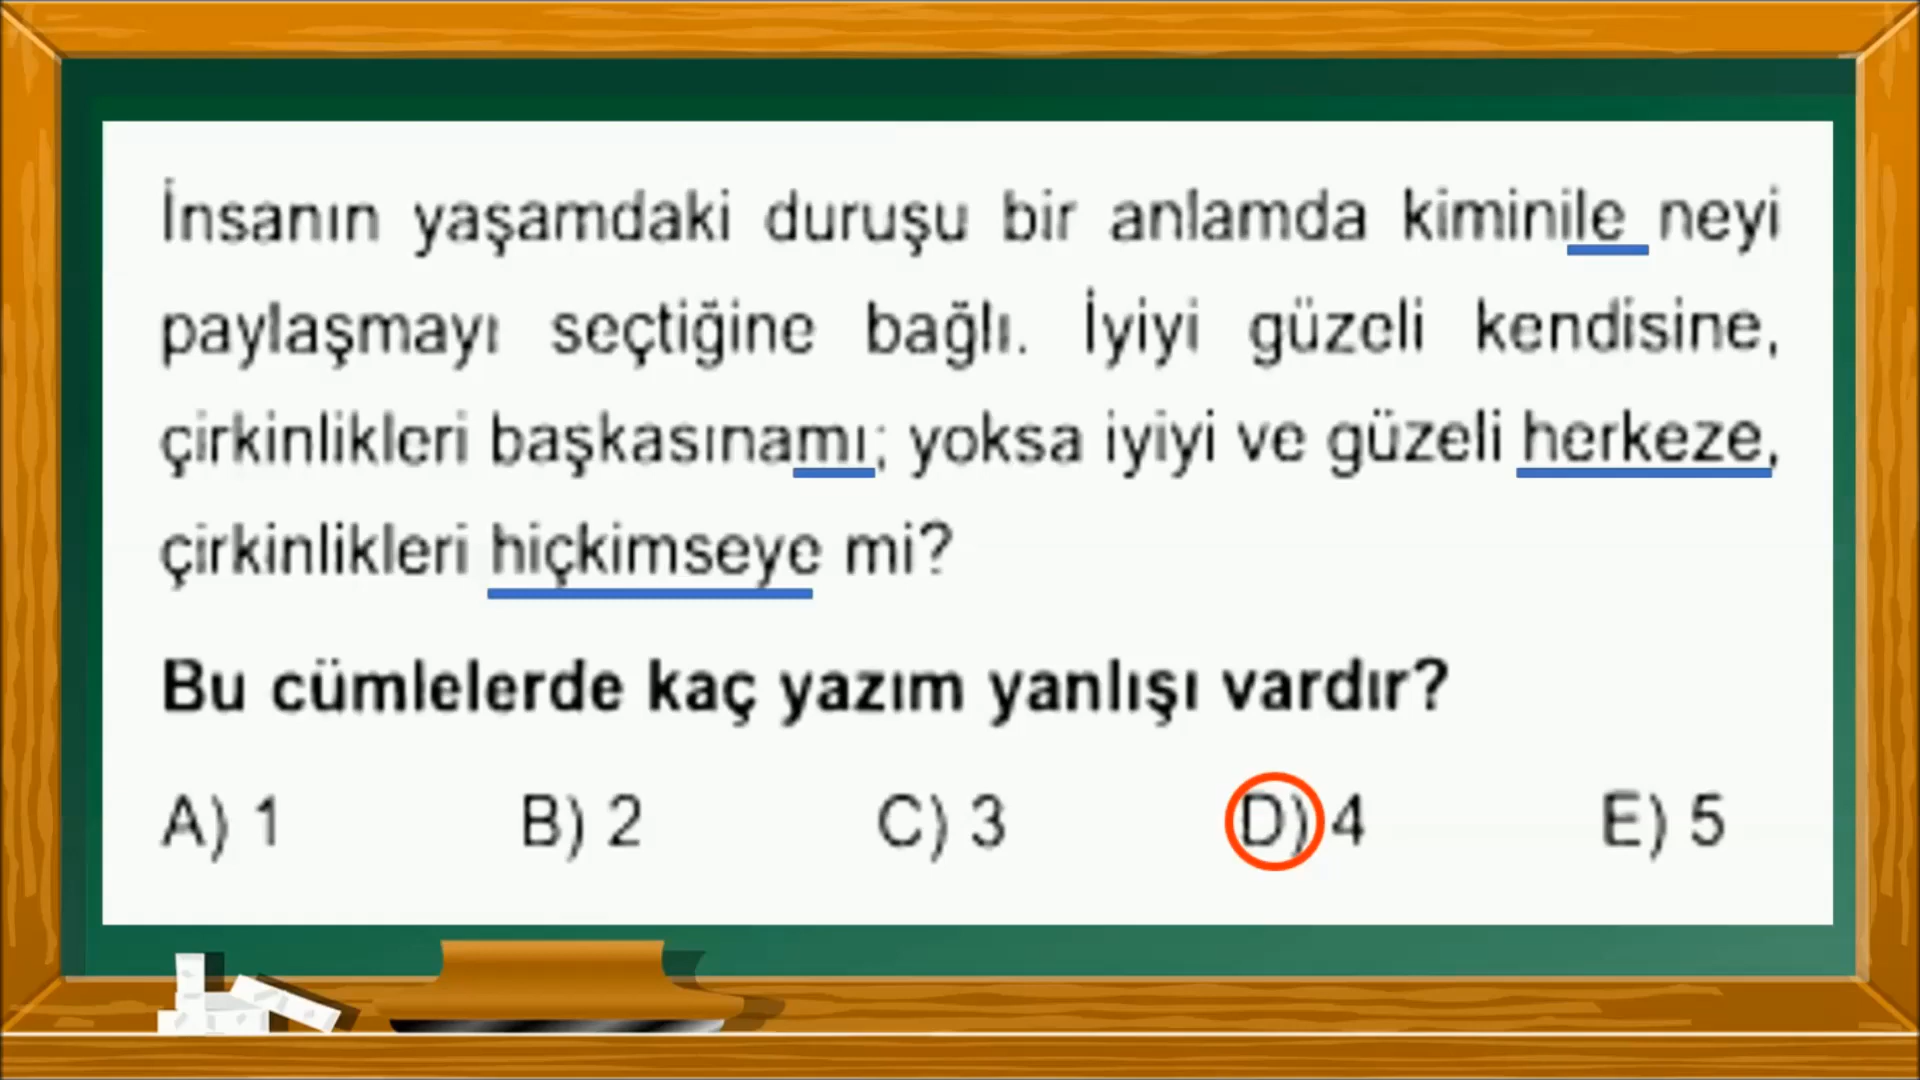 İnsanın yaşamdaki duruşu bir anlamda kiminile neyi
paylaşmayı seçtiğine bağlı. İyiyi güzeli kendisine,
çirkinlikleri başkasınamı; yoksa iyiyi ve güzeli herkeze,
çirkinlikleri hiçkimseye mi?
Bu cümlelerde kaç yazım yanlışı vardır?
A) 1 B) 2 C) 3 D) 4 E) 5